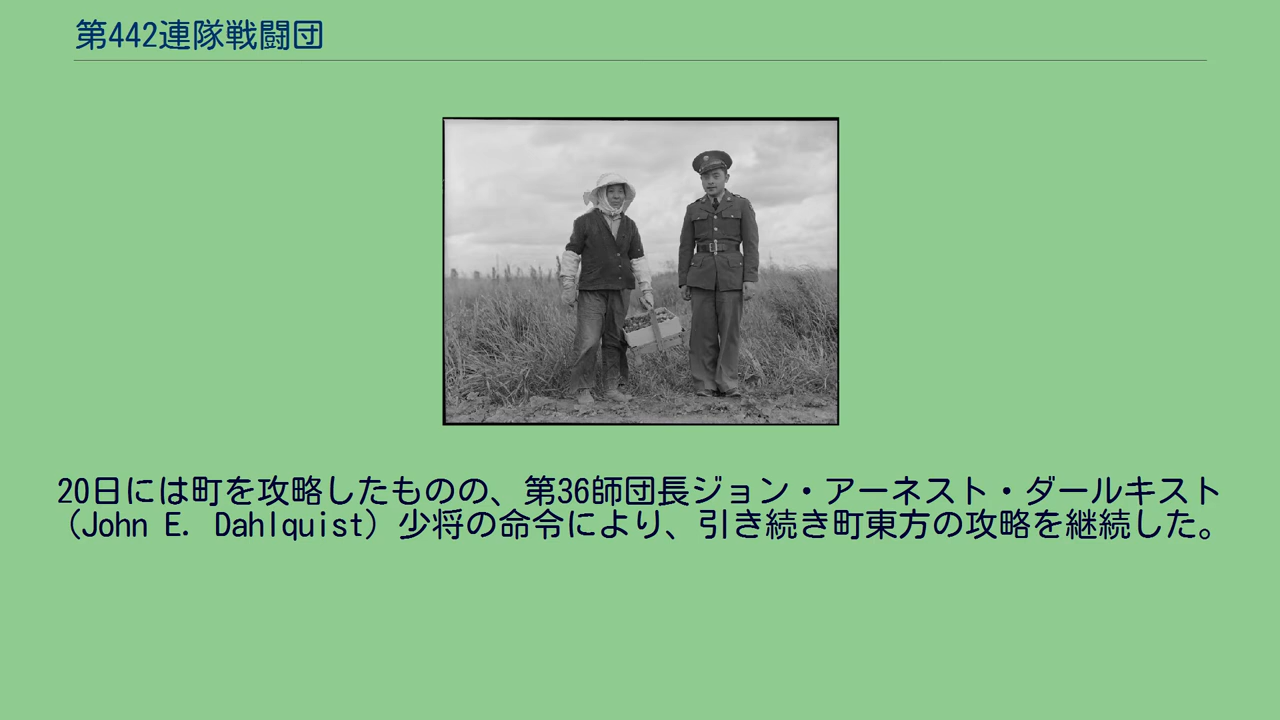 第442連隊戦闘団
20日には町を攻略したものの、第36師団長ジョン・アーネスト・ダールキスト
（John E. Dahlquist）少将の命令により、引き続き町東方の攻略を継続した。